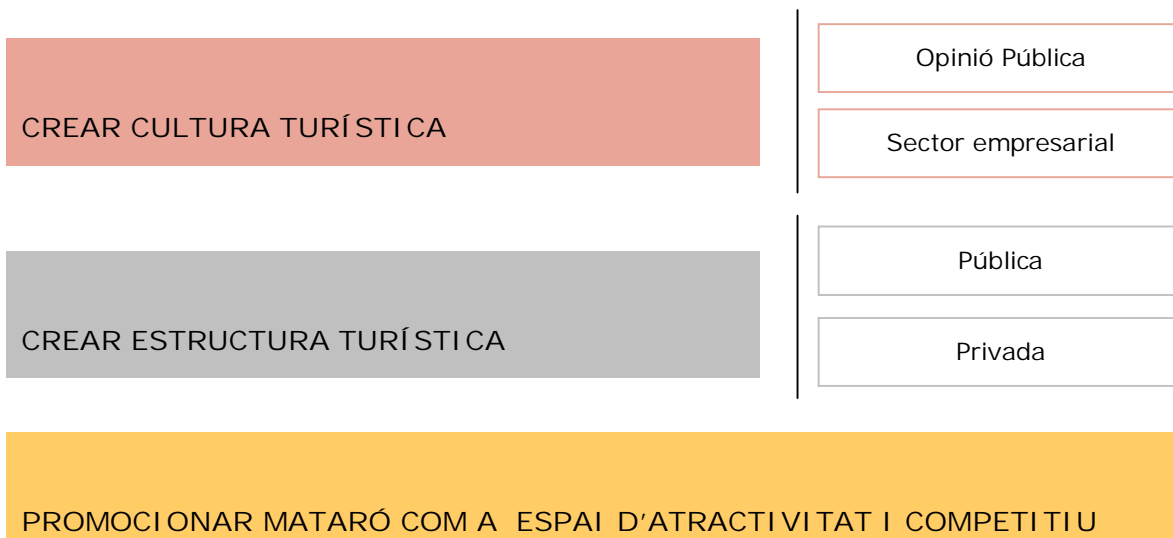 CREAR CULTURA TURÍSTICA
Opinió Pública
Sector empresarial
CREAR ESTRUCTURA TURÍSTICA
Pública
Privada
PROMOCIONAR MATARÓ COM A ESPAI D'ATRACTIVITAT I COMPETITIU